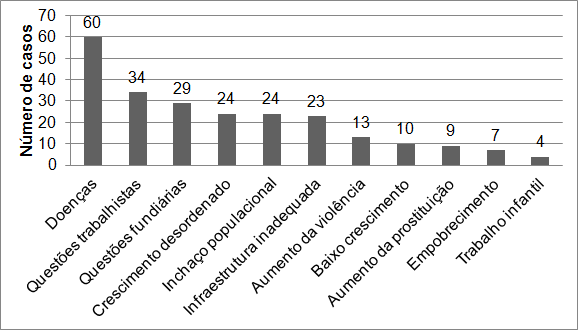 Número de casos
70
60
50
40
30
20
10
0
60
34
29
24
24
23
13
10
9
7
4
Doenças
Questões trabalhistas
Questões fundiárias
Crescimento desordenado
Inchaço populacional
Infraestrutura inadequada
Aumento da violência
Baixo crescimento
Aumento da prostituição
Empobrecimento
Trabalho infantil